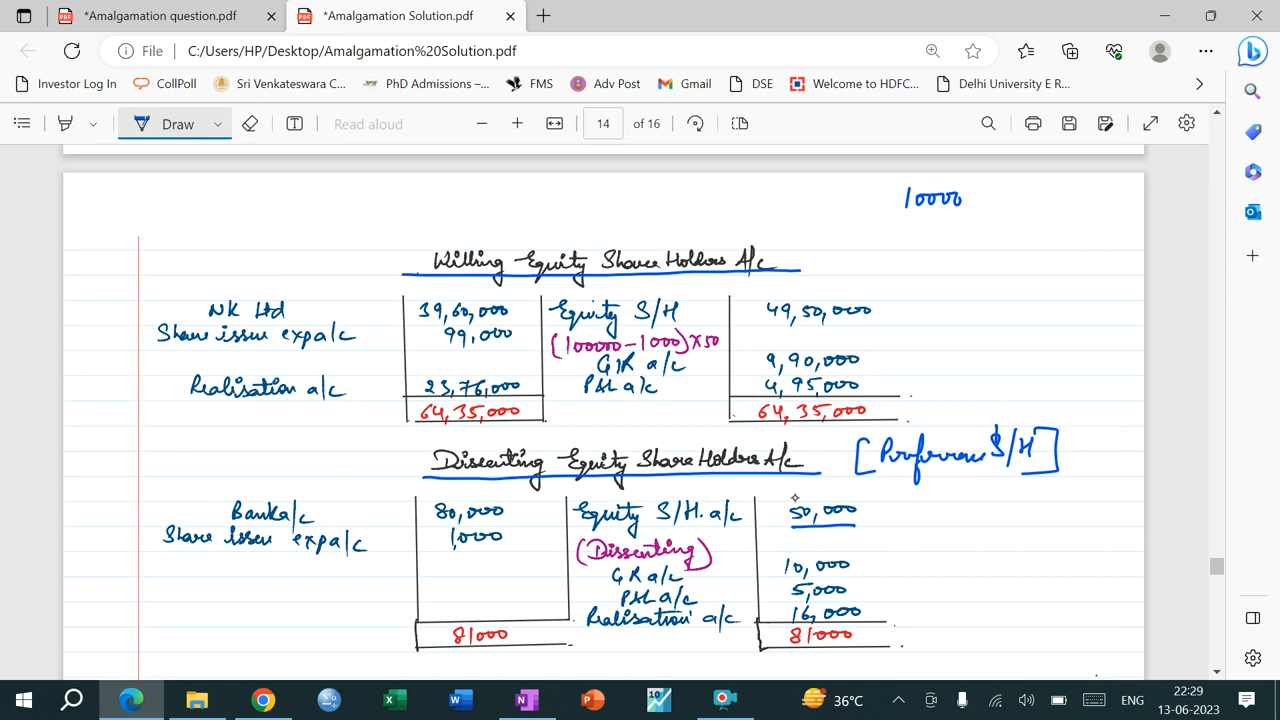 *Amalgamation question.pdf
*Amalgamation Solution.pdf
File C:/Users/HP/Desktop/Amalgamation%20Solution.pdf
Investor Log In CollPoll Sri Venkateswara C... PhD Admissions –... FMS Adv Post Gmail DSE Welcome to HDFC... Delhi University E R...
Draw Read aloud 14 of 16
10000
Willing Equity Share Holders A/c
NK Ltd 39,60,000 Equity S/H 49,50,000
Share issue exp a/c 99,000 (100000-1000)×50
GR a/c 9,90,000
Realisation a/c 23,76,000 P&L a/c 4,95,000
64,35,000 64,35,000
Dissenting Equity Share Holders A/c [Preference S/H]
Bank a/c 80,000 Equity S/H. a/c 50,000
Share issue exp a/c 1,000 (Dissenting)
GR a/c 10,000
P&L a/c 5,000
Realisation a/c 16,000
81000 81000
36°C ENG 22:29
13-06-2023